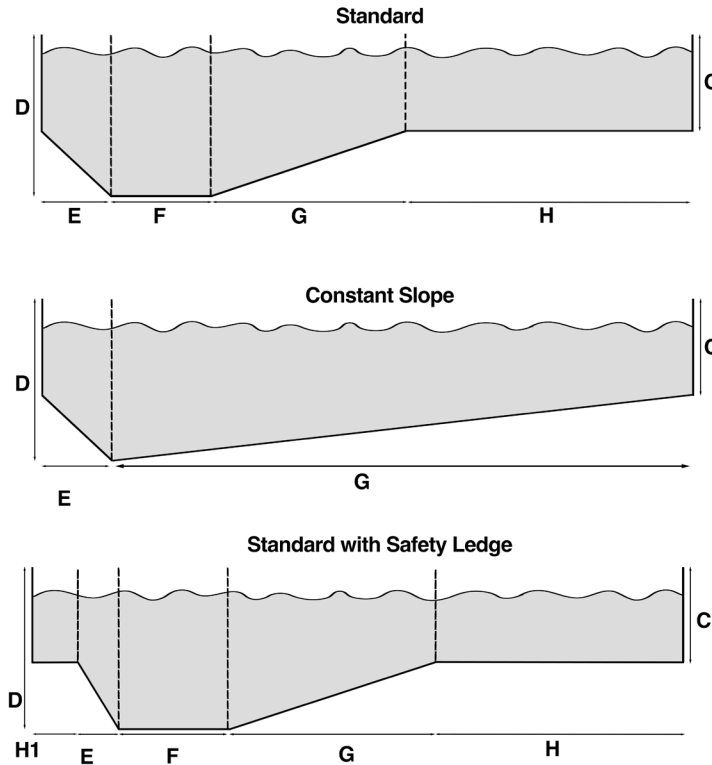 Standard
D
C
E F G H
Constant Slope
D
C
G
E
Standard with Safety Ledge
C
D
H1 E F G H